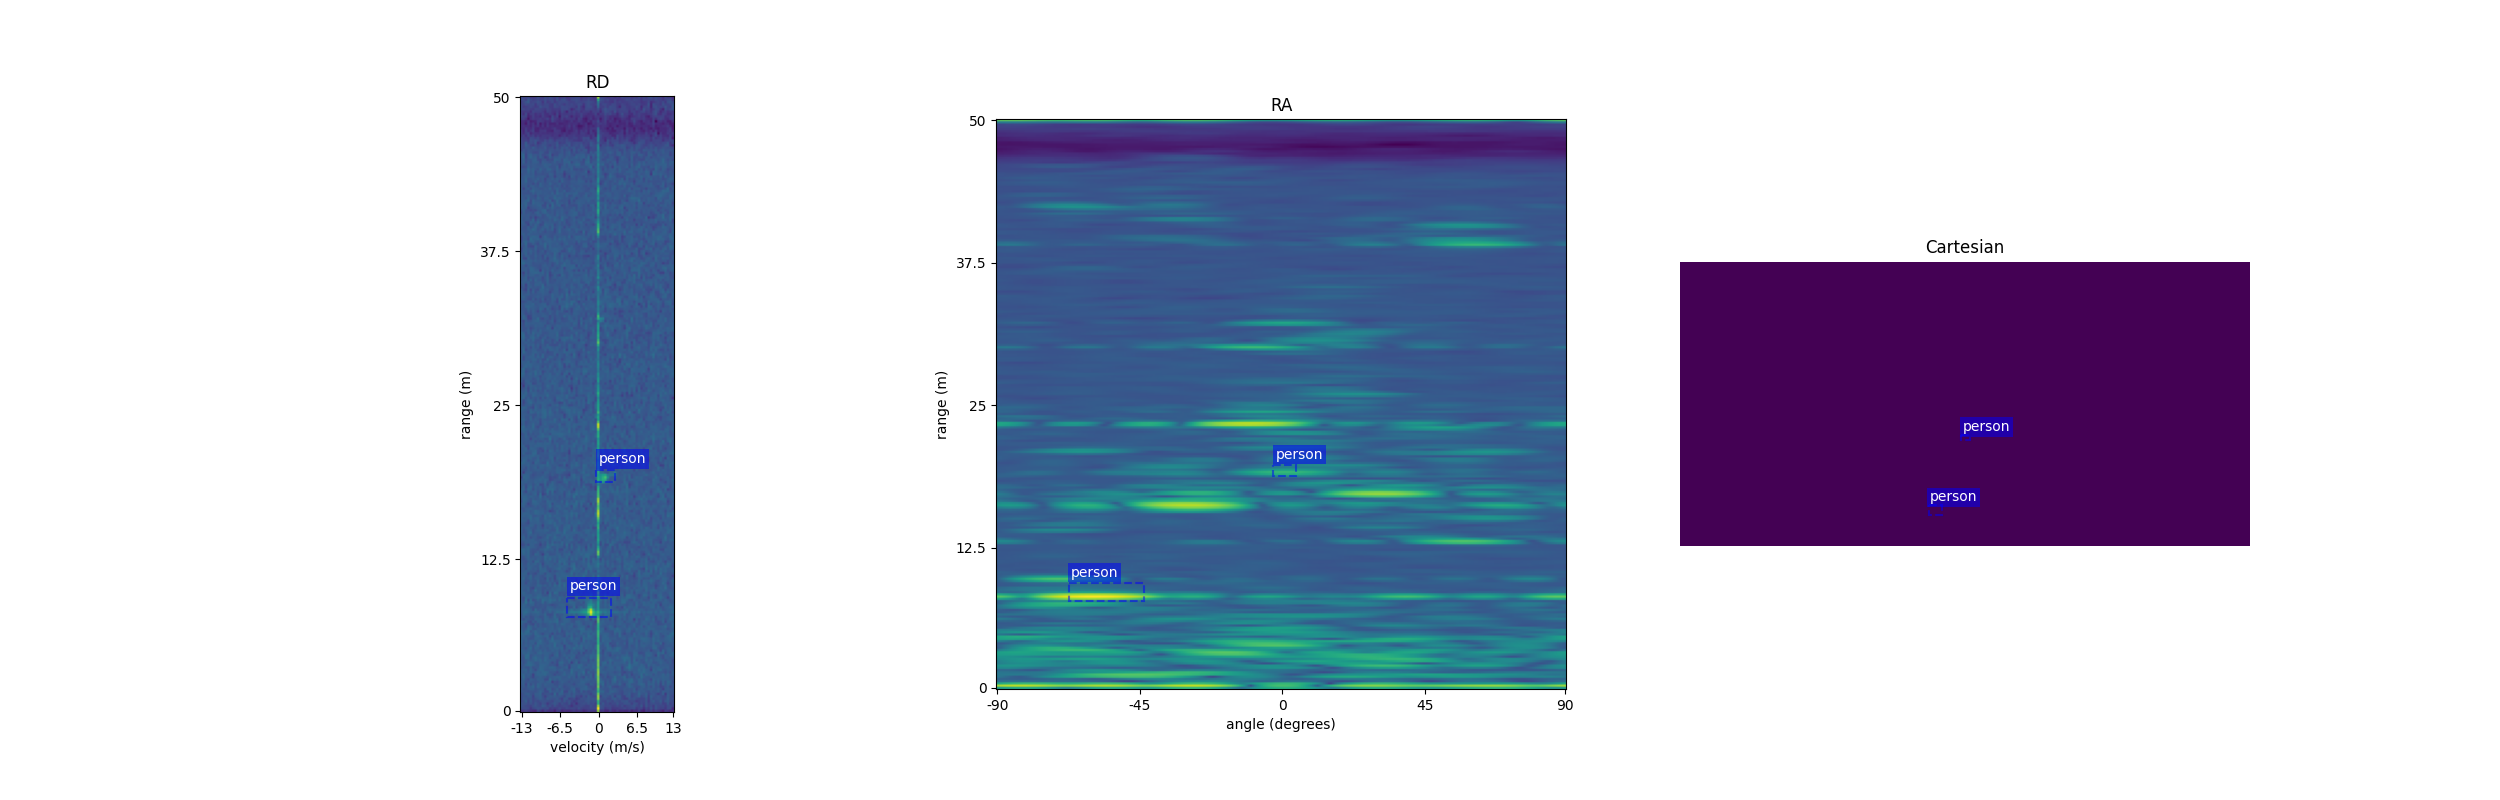 RD
50
37.5
25
12.5
0
range (m)
person
person
-13 -6.5 0 6.5 13
velocity (m/s)
RA
50
37.5
25
12.5
0
range (m)
person
person
-90 -45 0 45 90
angle (degrees)
Cartesian
person
person